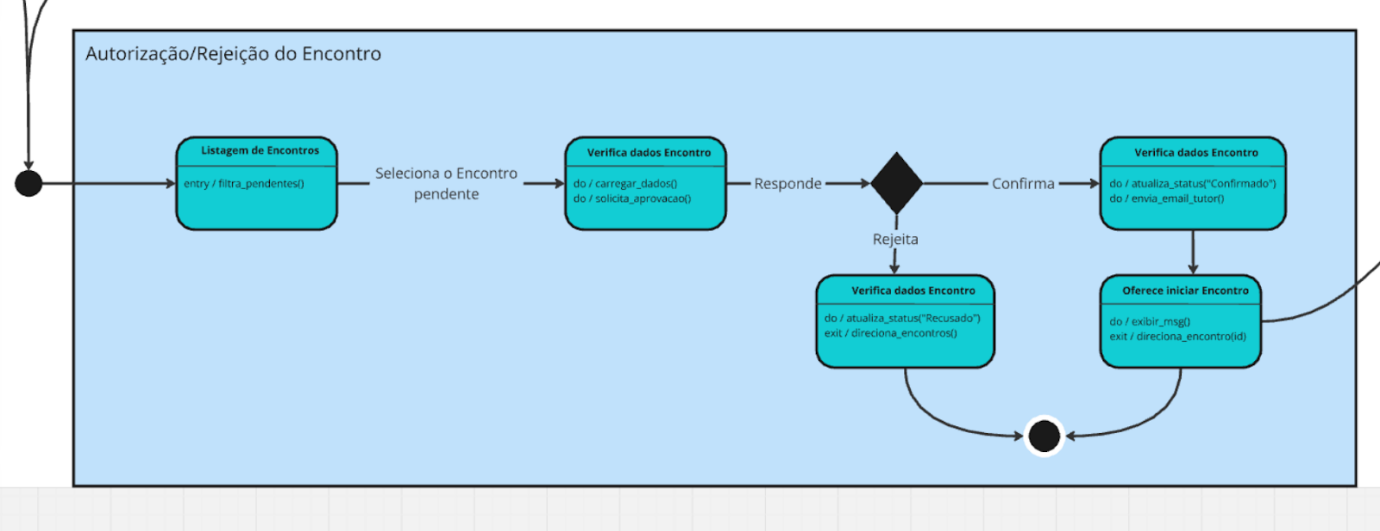 Autorização/Rejeição do Encontro
Listagem de Encontros
entry / filtra_pendentes()
Seleciona o Encontro
pendente
Verifica dados Encontro
do / carregar_dados()
do / solicita_aprovacao()
Responde
Confirma
Verifica dados Encontro
do / atualiza_status("Confirmado")
do / envia_email_tutor()
Rejeita
Verifica dados Encontro
do / atualiza_status("Recusado")
exit / direciona_encontros()
Oferece iniciar Encontro
do / exibir_msg()
exit / direciona_encontro(id)